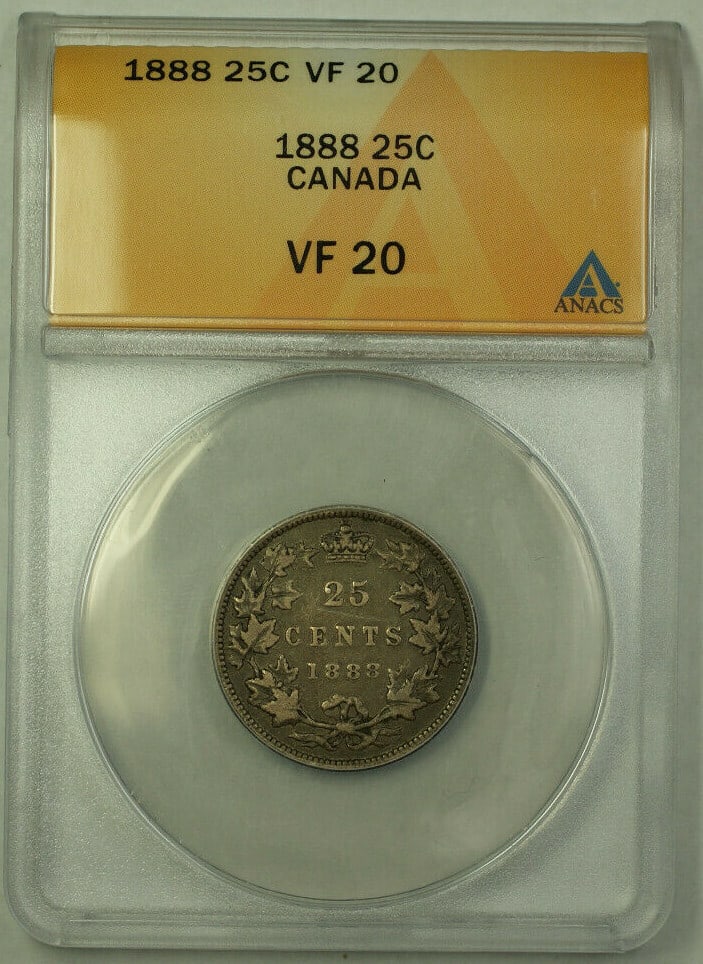 1888 25C VF 20
1888 25C
CANADA
VF 20
ANACS
25
CENTS
1888